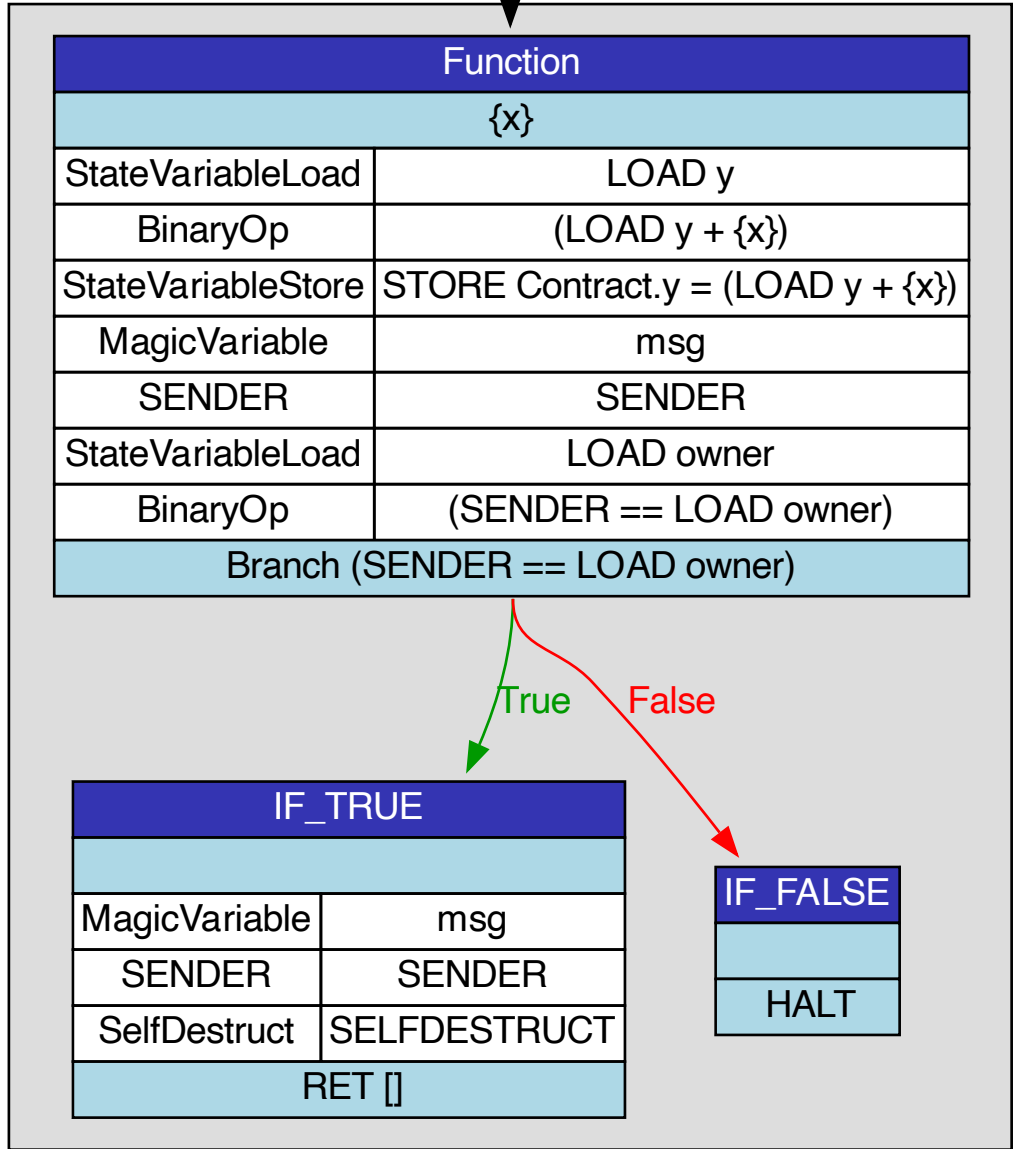 Function
{x}
StateVariableLoad LOAD y
BinaryOp (LOAD y + {x})
StateVariableStore STORE Contract.y = (LOAD y + {x})
MagicVariable msg
SENDER SENDER
StateVariableLoad LOAD owner
BinaryOp (SENDER == LOAD owner)
Branch (SENDER == LOAD owner)
True False
IF_TRUE
MagicVariable msg
SENDER SENDER
SelfDestruct SELFDESTRUCT
RET []
IF_FALSE
HALT